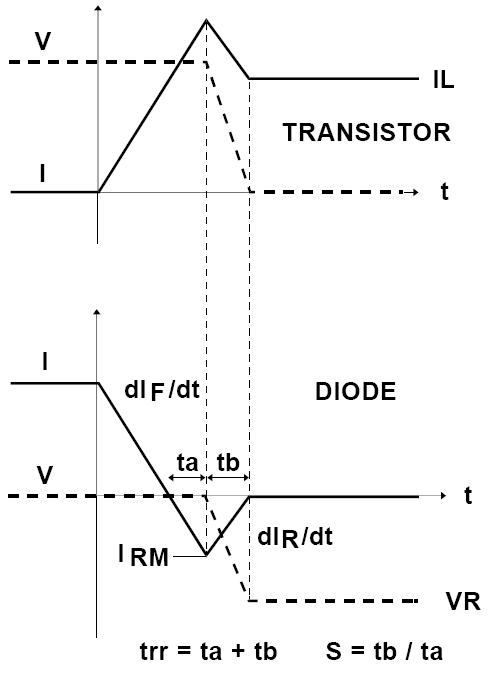 V
IL
TRANSISTOR
I
t
I
dIF/dt
DIODE
ta tb
V
t
dIR/dt
IRM
VR
trr = ta + tb S = tb / ta